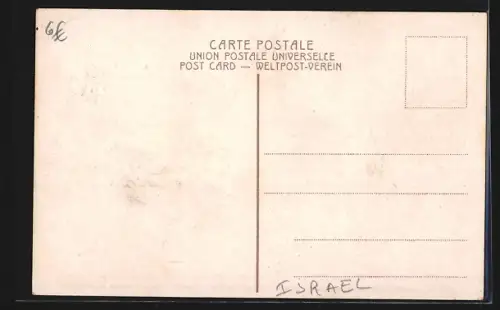 6£
CARTE POSTALE
UNION POSTALE UNIVERSELLE
POST CARD — WELTPOST-VEREIN
ISRAEL